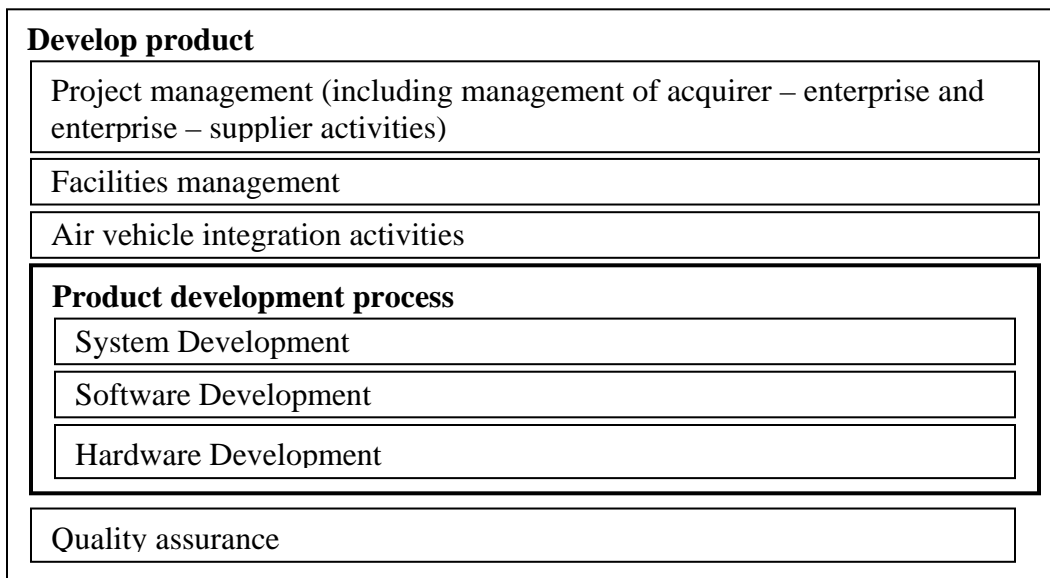 Develop product
Project management (including management of acquirer – enterprise and
enterprise – supplier activities)
Facilities management
Air vehicle integration activities
Product development process
System Development
Software Development
Hardware Development
Quality assurance